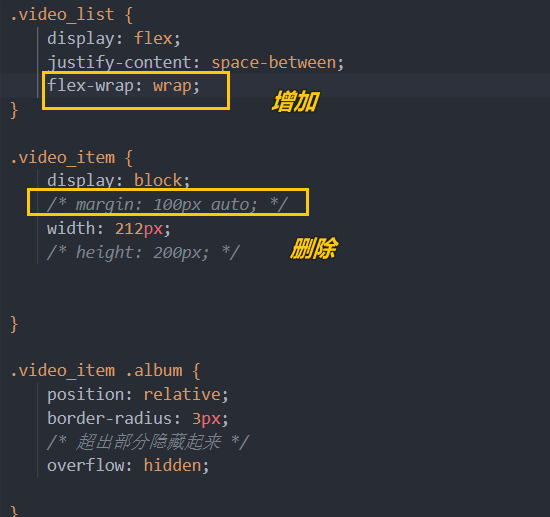 .video_list {
display: flex;
justify-content: space-between;
flex-wrap: wrap;
增加
}
.video_item {
display: block;
/* margin: 100px auto; */
width: 212px;
删除
/* height: 200px; */
}
.video_item .album {
position: relative;
border-radius: 3px;
/* 超出部分隐藏起来 */
overflow: hidden;
}